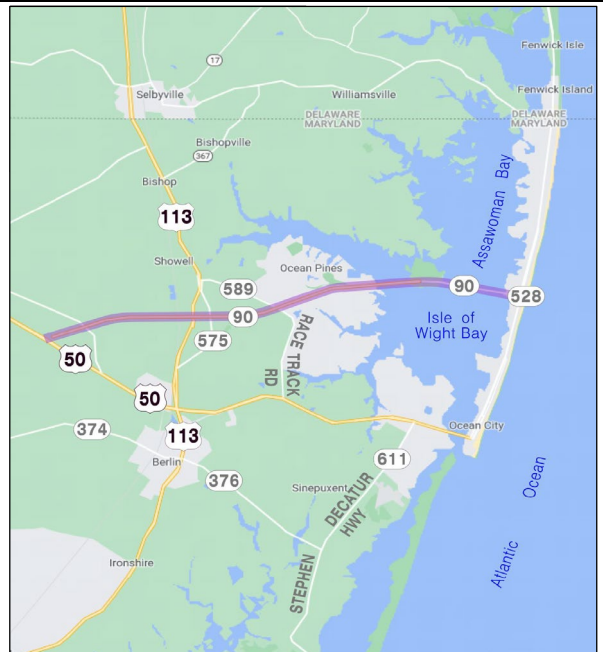 Fenwick Isle
17
Fenwick Island
Selbyville
Williamsville
DELAWARE
MARYLAND
DELAWARE
MARYLAND
Bishopville
367
Bishop
Assawoman Bay
113
Showell
Ocean Pines
589
90
528
90
Isle of
Wight Bay
575
RACE TRACK
RD
50
50
374
113
Ocean City
Berlin
611
376
Sinepuxent
DECATUR
HWY
Ocean
Atlantic
Ironshire
STEPHEN